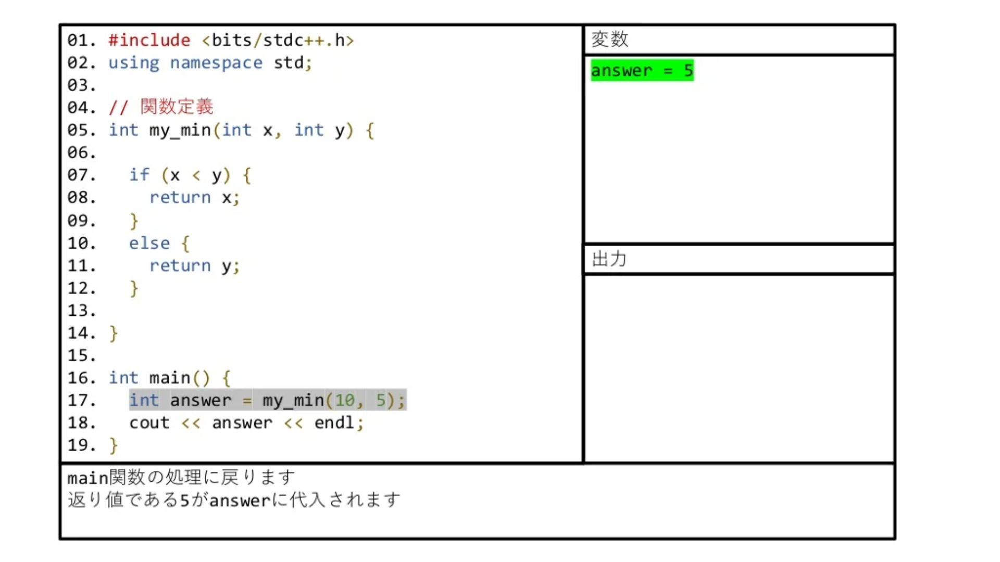 01. #include <bits/stdc++.h>
02. using namespace std;
03.
04. // 関数定義
05. int my_min(int x, int y) {
06.
07.   if (x < y) {
08.     return x;
09.   }
10.   else {
11.     return y;
12.   }
13.
14. }
15.
16. int main() {
17.   int answer = my_min(10, 5);
18.   cout << answer << endl;
19. }
変数
answer = 5
出力
main関数の処理に戻ります
返り値である5がanswerに代入されます